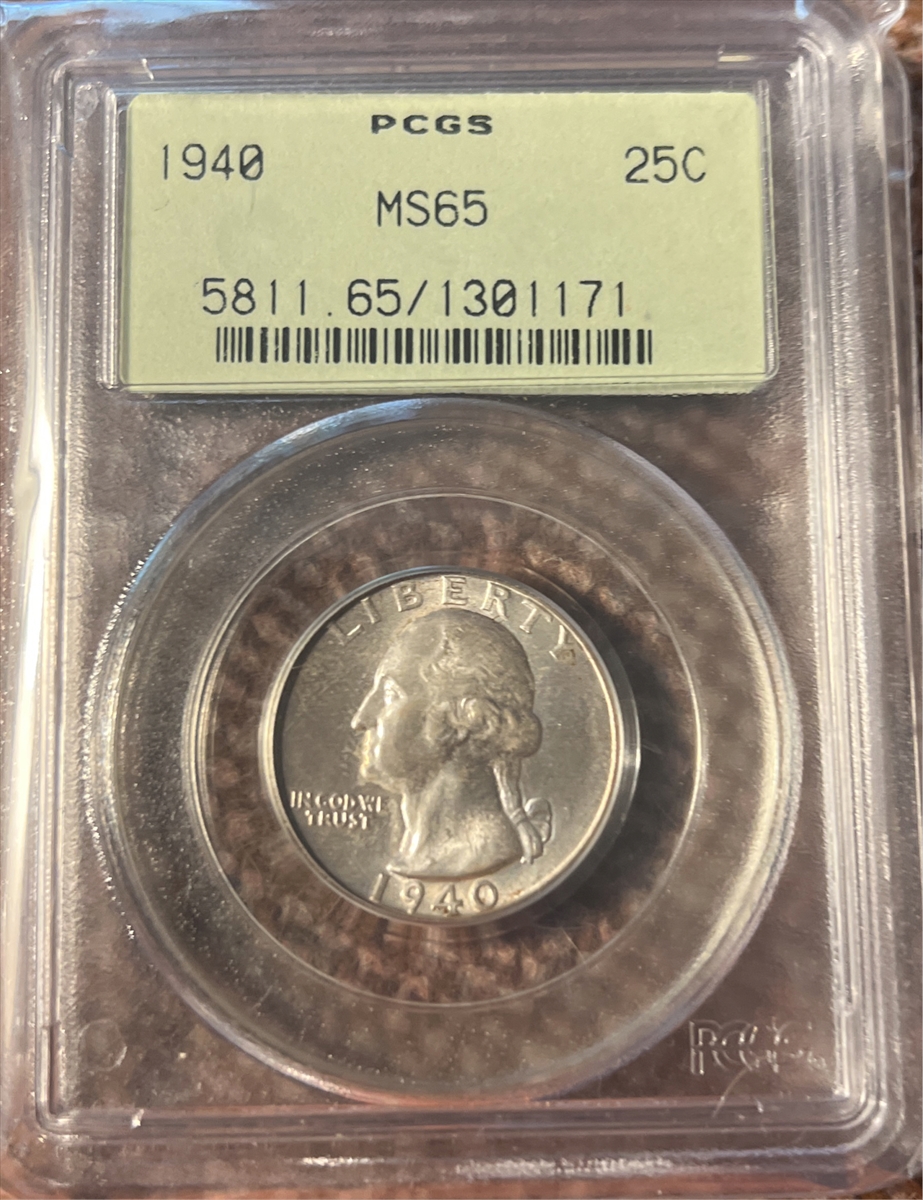 PCGS
1940 25C
MS65
5811.65/1301171
LIBERTY
IN GOD WE
TRUST
1940
PCGS